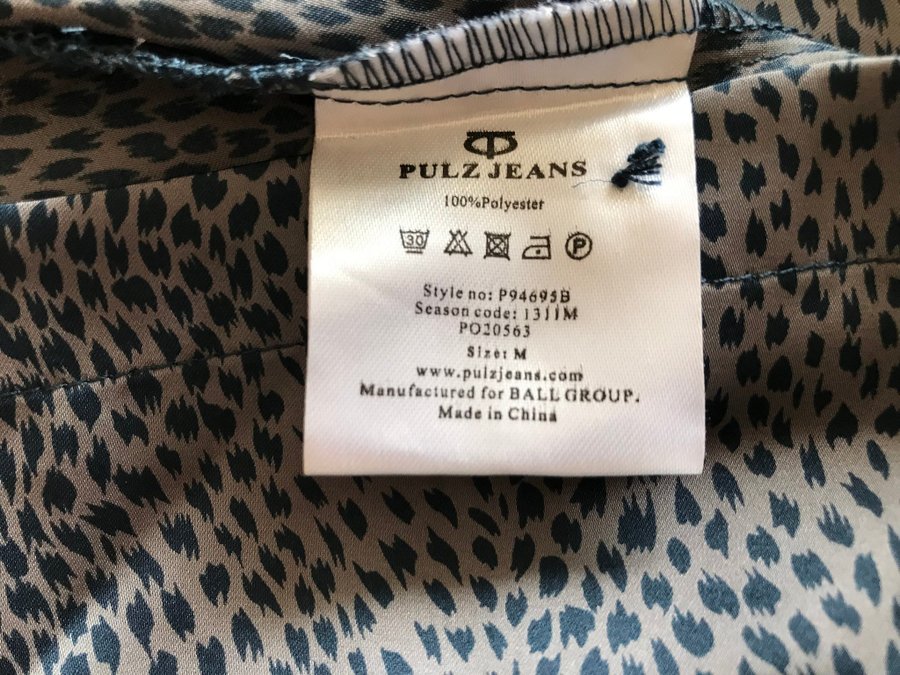 PULZ JEANS
100%Polyester
30 P
Style no: P94695B
Season code: 1311M
PO20563
Size: M
www.pulzjeans.com
Manufactured for BALL GROUP.
Made in China